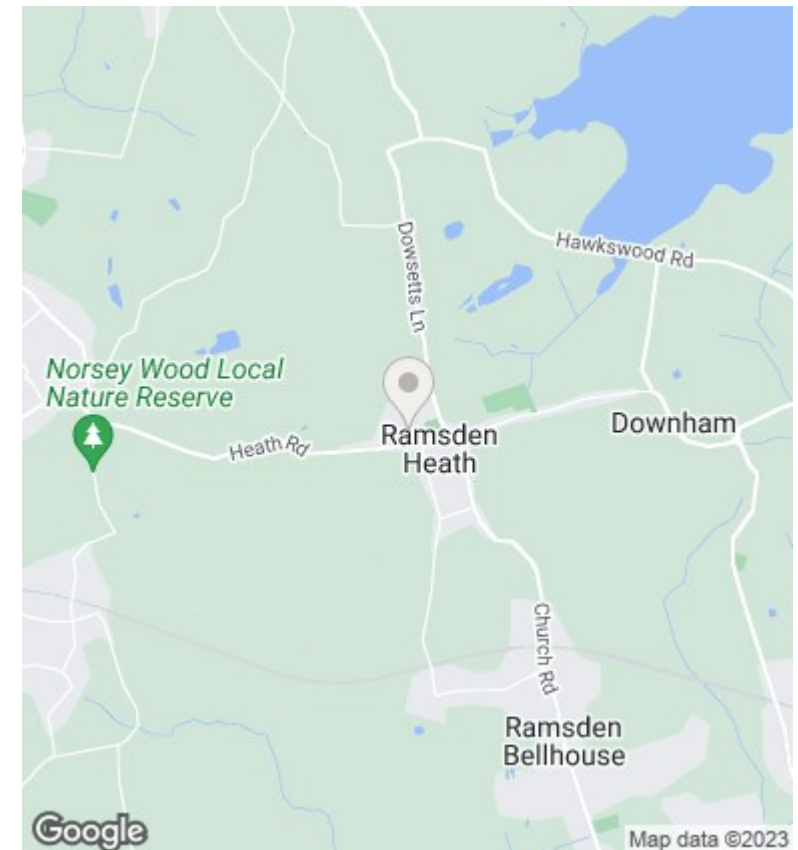 Dowsetts Ln
Hawkswood Rd
Norsey Wood Local
Nature Reserve
Heath Rd
Ramsden
Heath
Downham
Church Rd
Ramsden
Bellhouse
Google
Map data ©2023